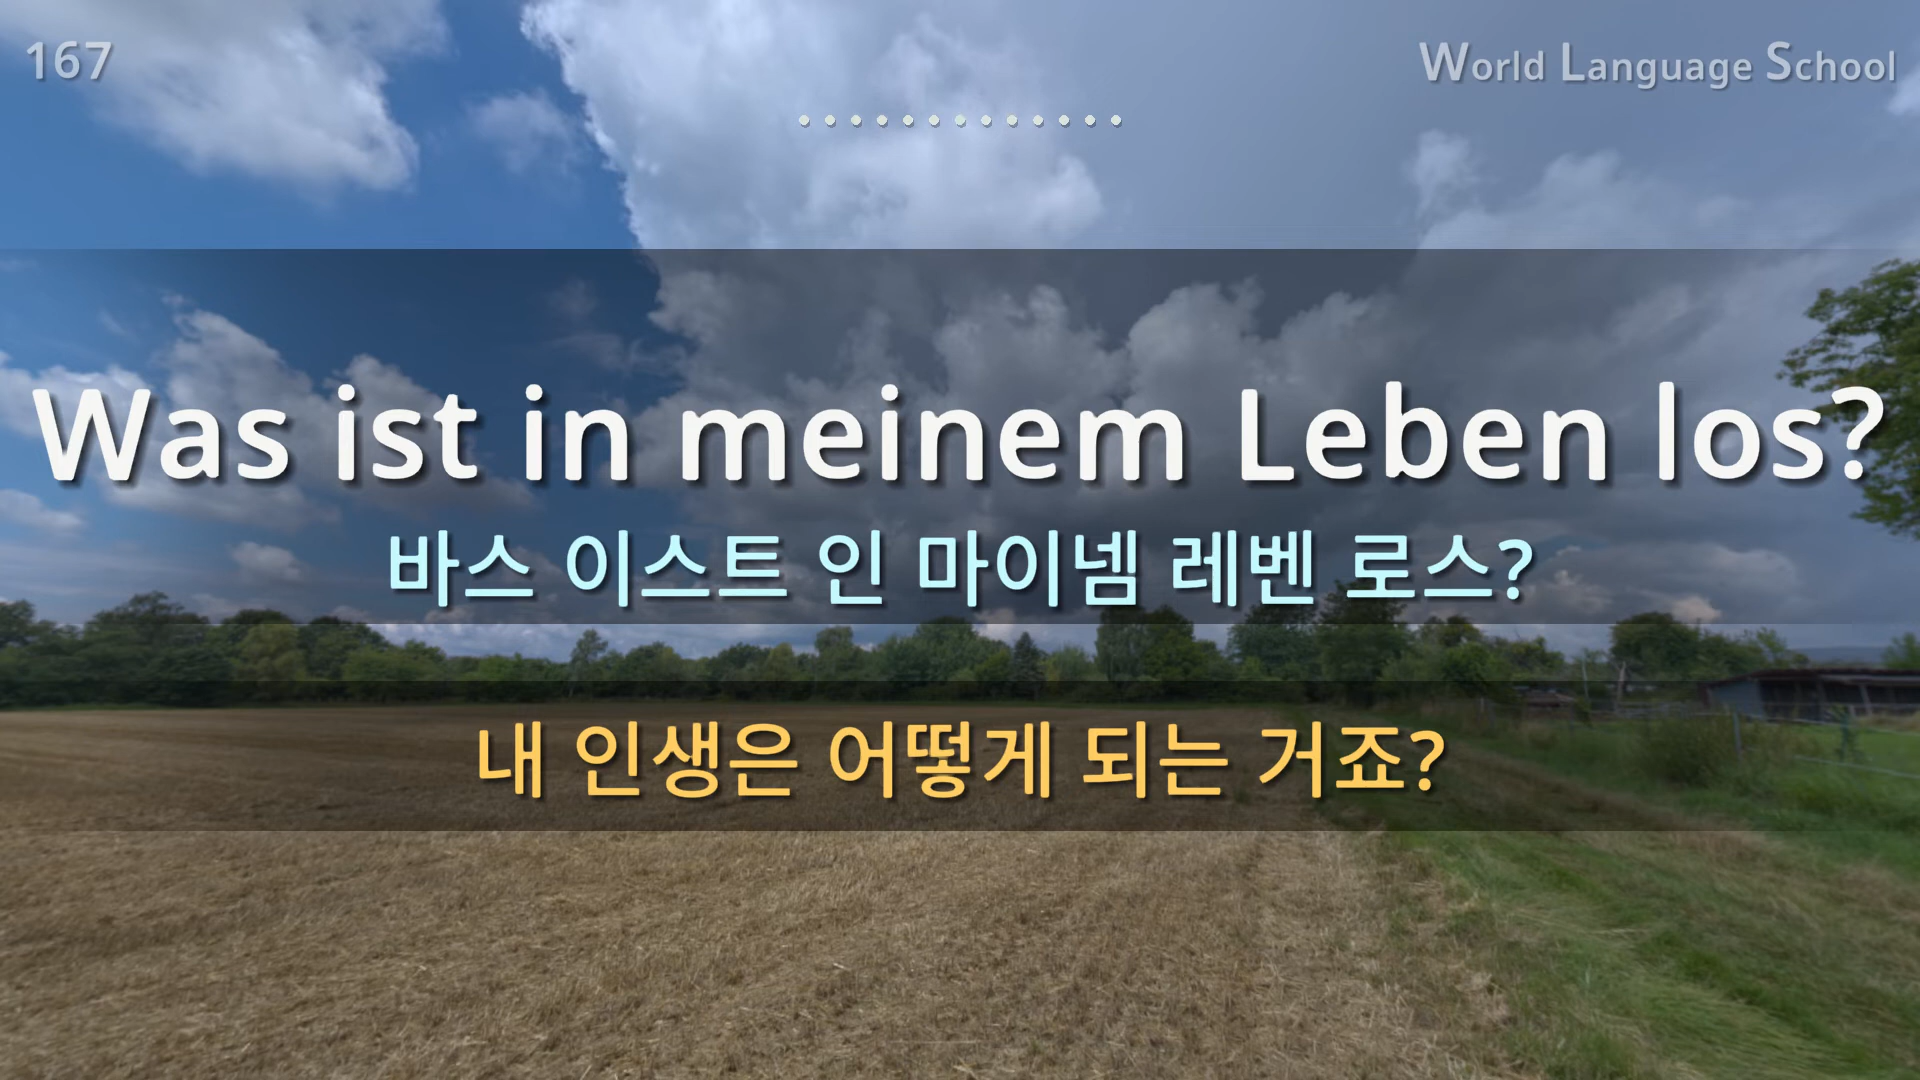 167
World Language School
Was ist in meinem Leben los?
바스 이스트 인 마이넴 레벤 로스?
내 인생은 어떻게 되는 거죠?